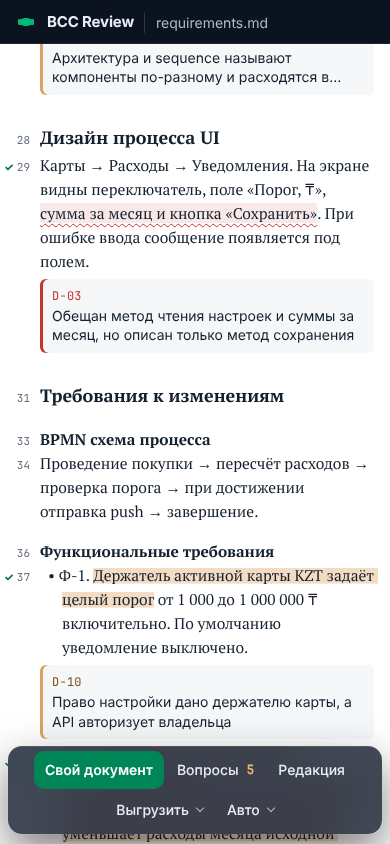 BCC Review requirements.md
Архитектура и sequence называют
компоненты по-разному и расходятся в…
28 Дизайн процесса UI
29 Карты → Расходы → Уведомления. На экране
видны переключатель, поле «Порог, ₸»,
сумма за месяц и кнопка «Сохранить». При
ошибке ввода сообщение появляется под
полем.
D-03
Обещан метод чтения настроек и суммы за
месяц, но описан только метод сохранения
31 Требования к изменениям
33 BPMN схема процесса
34 Проведение покупки → пересчёт расходов →
проверка порога → при достижении
отправка push → завершение.
36 Функциональные требования
37 • Ф-1. Держатель активной карты KZT задаёт
целый порог от 1 000 до 1 000 000 ₸
включительно. По умолчанию
уведомление выключено.
D-10
Право настройки дано держателю карты, а
API авторизует владельца
Свой документ Вопросы 5 Редакция
Выгрузить Авто
уменьшает расходы месяца исходной